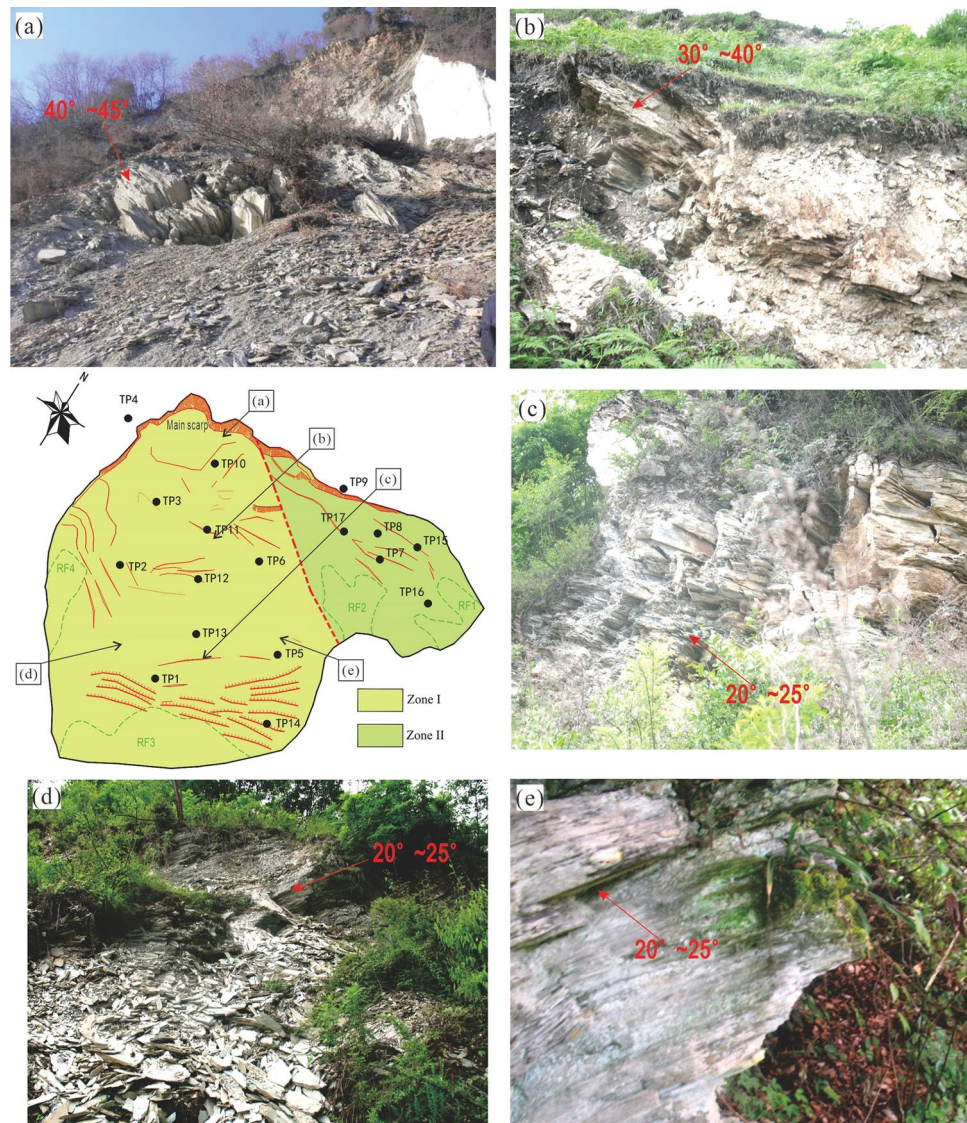 (a)
40° ~45°
(b)
30° ~40°
N
TP4
(a)
Main scarp
(b)
TP10
(c)
TP9
TP3
TP17
TP8
TP11
TP15
TP7
RF4
TP2
TP6
TP12
TP16
RF2
RF1
TP13
(d)
TP5
(e)
TP1
Zone I
TP14
RF3
Zone II
(c)
20° ~25°
(d)
20° ~25°
(e)
20° ~25°